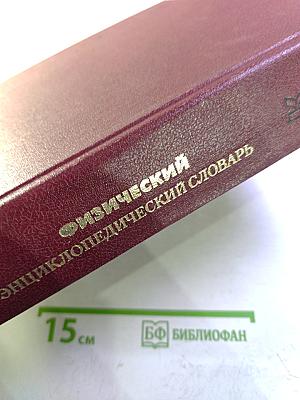 ФИЗИЧЕСКИЙ
ЭНЦИКЛОПЕДИЧЕСКИЙ СЛОВАРЬ
15 см
БФ БИБЛИОФАН